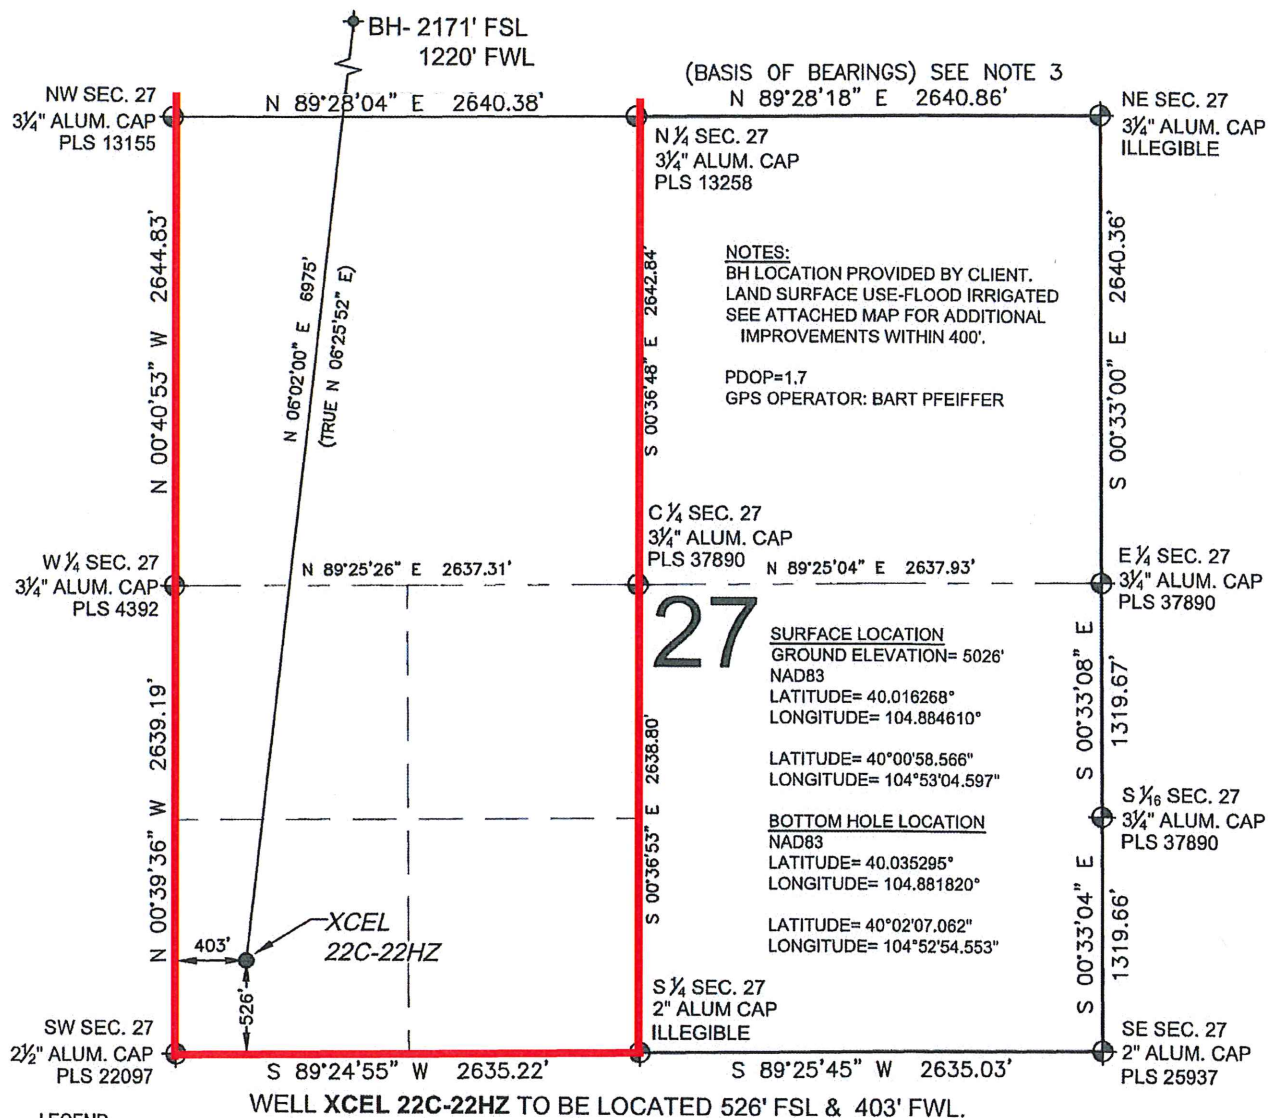 BH- 2171' FSL
1220' FWL
(BASIS OF BEARINGS) SEE NOTE 3
NW SEC. 27
3¼" ALUM. CAP
PLS 13155
N 89°28'04" E 2640.38'
N 89°28'18" E 2640.86'
NE SEC. 27
3¼" ALUM. CAP
ILLEGIBLE
N ¼ SEC. 27
3¼" ALUM. CAP
PLS 13258
N 00°40'53" W 2644.83'
N 06°02'00" E 6975'
(TRUE N 06°25'52" E)
S 00°36'48" E 2642.84'
NOTES:
BH LOCATION PROVIDED BY CLIENT.
LAND SURFACE USE-FLOOD IRRIGATED
SEE ATTACHED MAP FOR ADDITIONAL
IMPROVEMENTS WITHIN 400'.
PDOP=1.7
GPS OPERATOR: BART PFEIFFER
S 00°33'00" E 2640.36'
W ¼ SEC. 27
3¼" ALUM. CAP
PLS 4392
N 89°25'26" E 2637.31'
C ¼ SEC. 27
3¼" ALUM. CAP
PLS 37890
N 89°25'04" E 2637.93'
E ¼ SEC. 27
3¼" ALUM. CAP
PLS 37890
27
SURFACE LOCATION
GROUND ELEVATION= 5026'
NAD83
LATITUDE= 40.016268°
LONGITUDE= 104.884610°
LATITUDE= 40°00'58.566"
LONGITUDE= 104°53'04.597"
BOTTOM HOLE LOCATION
NAD83
LATITUDE= 40.035295°
LONGITUDE= 104.881820°
LATITUDE= 40°02'07.062"
LONGITUDE= 104°52'54.553"
N 00°39'36" W 2639.19'
S 00°36'53" E 2638.80'
S 00°33'08" E
1319.67'
S 1/16 SEC. 27
3¼" ALUM. CAP
PLS 37890
S 00°33'04" E
1319.66'
XCEL
22C-22HZ
403'
526'
SW SEC. 27
2½" ALUM. CAP
PLS 22097
S ¼ SEC. 27
2" ALUM CAP
ILLEGIBLE
SE SEC. 27
2" ALUM. CAP
PLS 25937
S 89°24'55" W 2635.22'
S 89°25'45" W 2635.03'
WELL XCEL 22C-22HZ TO BE LOCATED 526' FSL & 403' FWL.
LEGEND